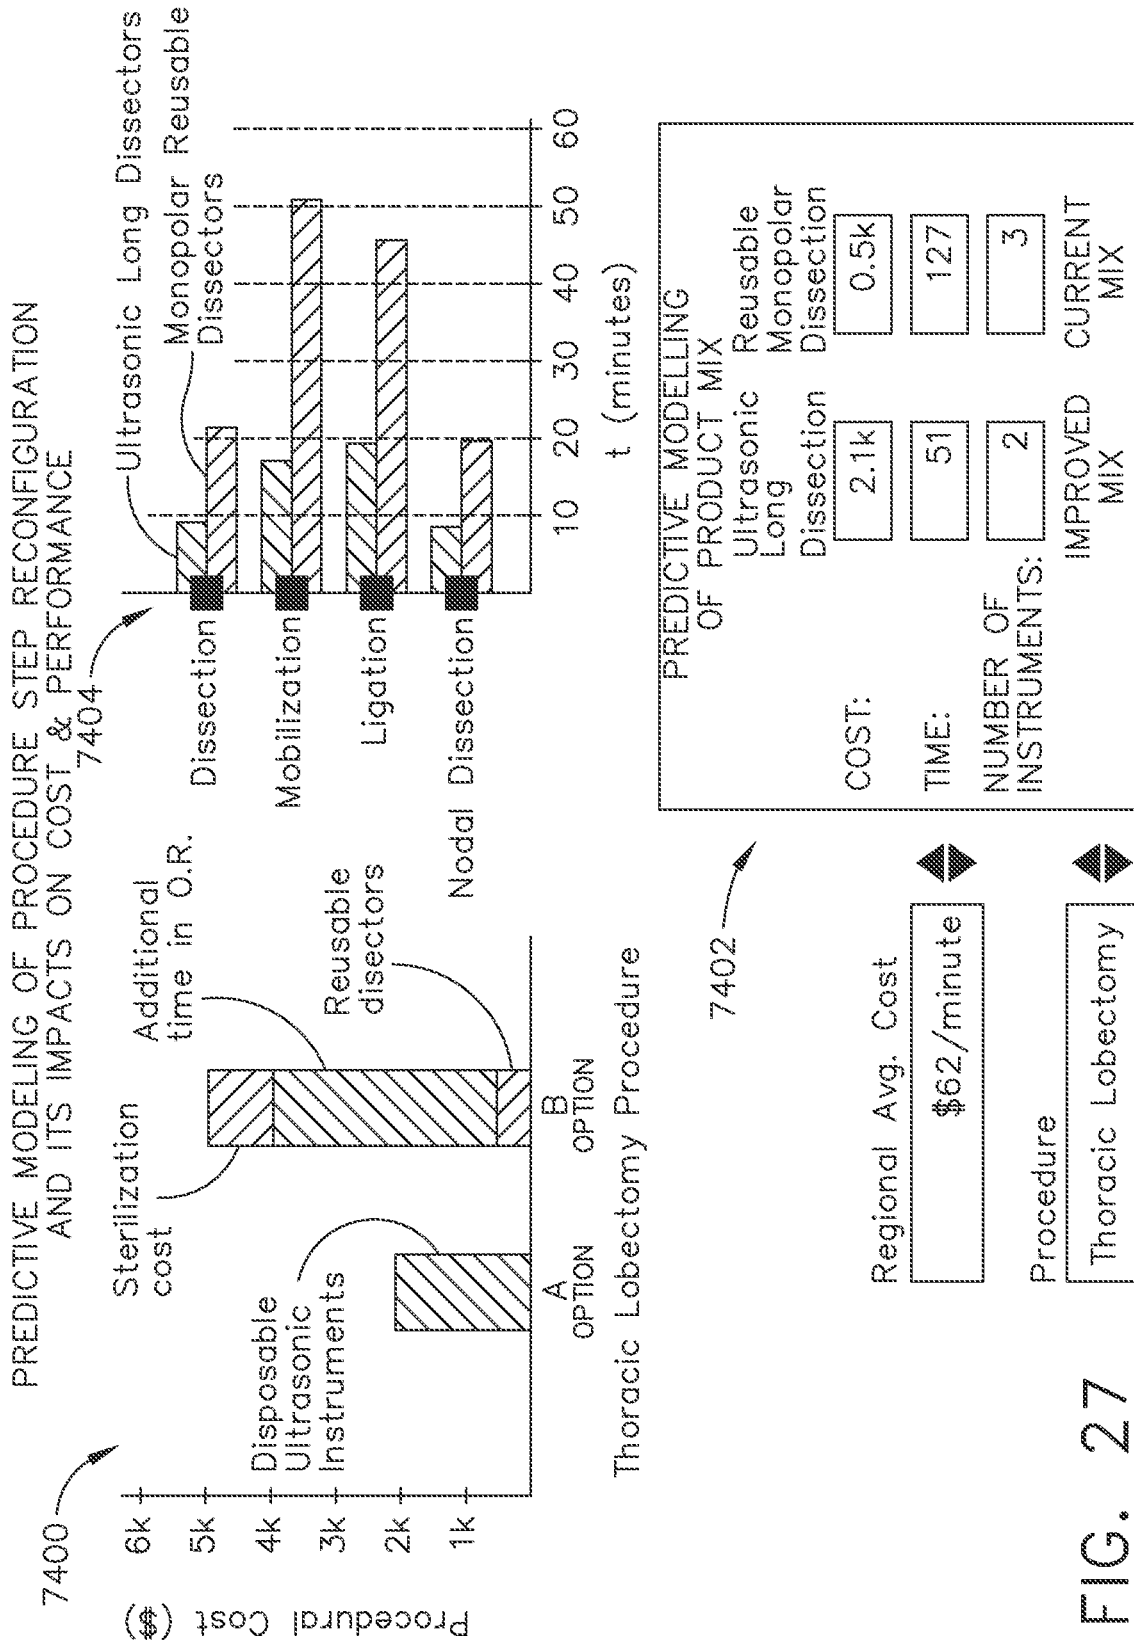 PREDICTIVE MODELING OF PROCEDURE STEP RECONFIGURATION
AND ITS IMPACTS ON COST & PERFORMANCE
7400
Procedural Cost ($)
6k
5k
4k
3k
2k
1k
Sterilization
cost
Additional
time in O.R.
Disposable
Ultrasonic
Instruments
Reusable
disectors
A
OPTION
B
OPTION
Thoracic Lobectomy Procedure
7404
Ultrasonic Long Dissectors
Monopolar Reusable
Dissectors
Dissection
Mobilization
Ligation
Nodal Dissection
10
20
30
40
50
60
t (minutes)
7402
Regional Avg. Cost
$62/minute
Procedure
Thoracic Lobectomy
PREDICTIVE MODELLING
OF PRODUCT MIX
Ultrasonic
Long
Dissection
Reusable
Monopolar
Dissection
COST:
2.1k
0.5k
TIME:
51
127
NUMBER OF
INSTRUMENTS:
2
3
IMPROVED
MIX
CURRENT
MIX
FIG. 27